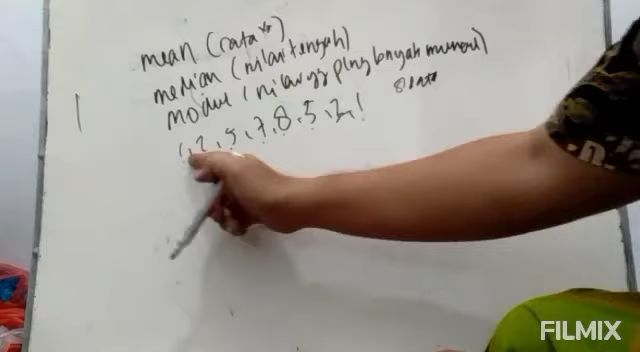 mean (rata²)
median (nilai tengah)
modus (nilai yg plng banyak muncul)
8 data
1, 2, 5, 7, 8, 5, 3, 1
FILMIX